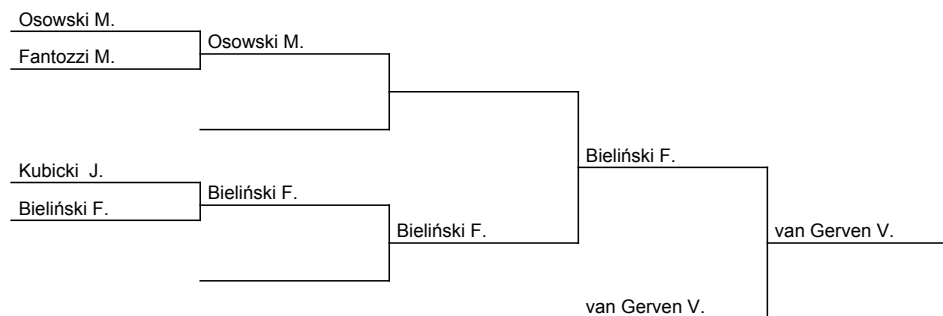 Osowski M.
Osowski M.
Fantozzi M.
Bieliński F.
Kubicki J.
Bieliński F.
Bieliński F.
Bieliński F.
van Gerven V.
van Gerven V.